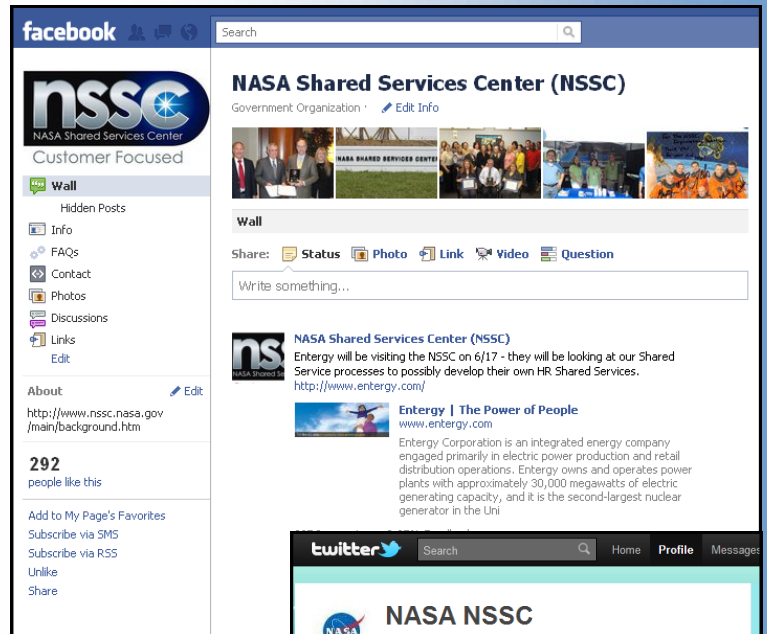 facebook
Search
nssc
NASA Shared Services Center
Customer Focused
Wall
Hidden Posts
Info
FAQs
Contact
Photos
Discussions
Links
Edit
About
Edit
http://www.nssc.nasa.gov
/main/background.htm
292
people like this
Add to My Page's Favorites
Subscribe via SMS
Subscribe via RSS
Unlike
Share
NASA Shared Services Center (NSSC)
Government Organization ·
Edit Info
NASA SHARED SERVICES CENTER
Wall
Share: Status Photo Link Video Question
Write something...
NASA Shared Services Center (NSSC)
Entergy will be visiting the NSSC on 6/17 - they will be looking at our Shared
Service processes to possibly develop their own HR Shared Services.
http://www.entergy.com/
Entergy | The Power of People
www.entergy.com
Entergy Corporation is an integrated energy company
engaged primarily in electric power production and retail
distribution operations. Entergy owns and operates power
plants with approximately 30,000 megawatts of electric
generating capacity, and it is the second-largest nuclear
generator in the Uni
twitter
Search
Home Profile Messages
NASA
NASA NSSC